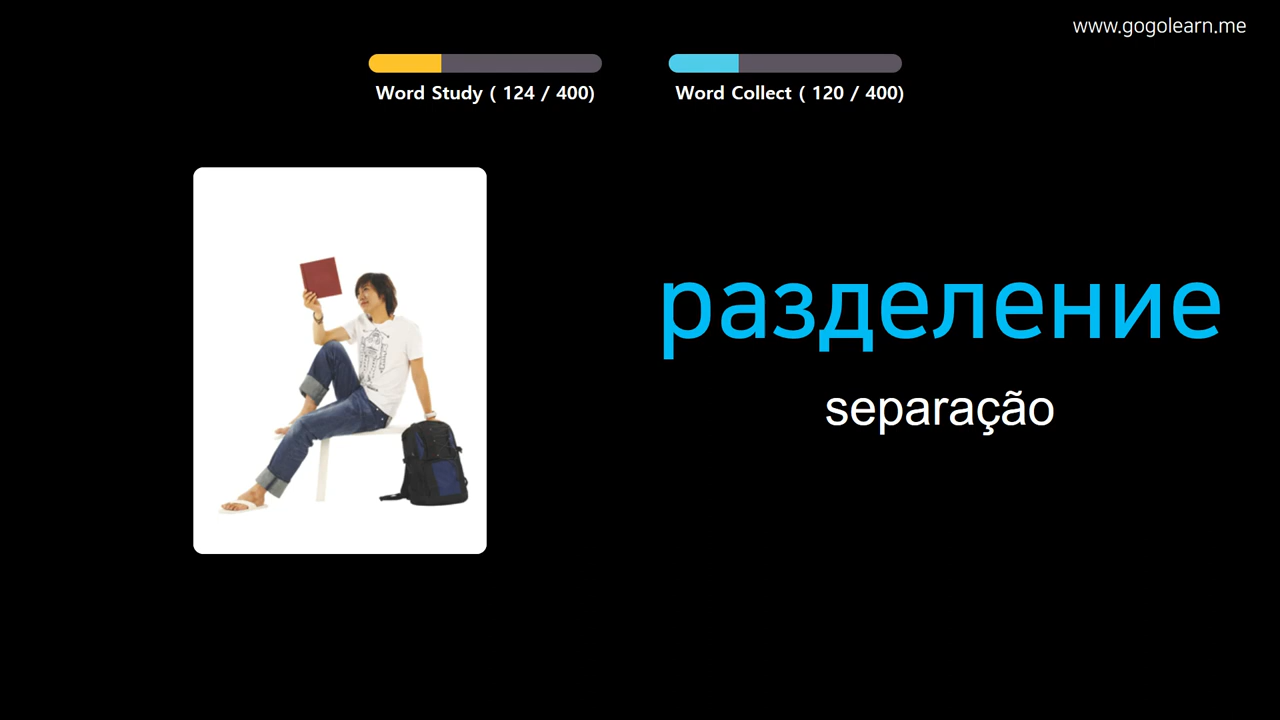 www.gogolearn.me
Word Study ( 124 / 400)
Word Collect ( 120 / 400)
разделение
separação